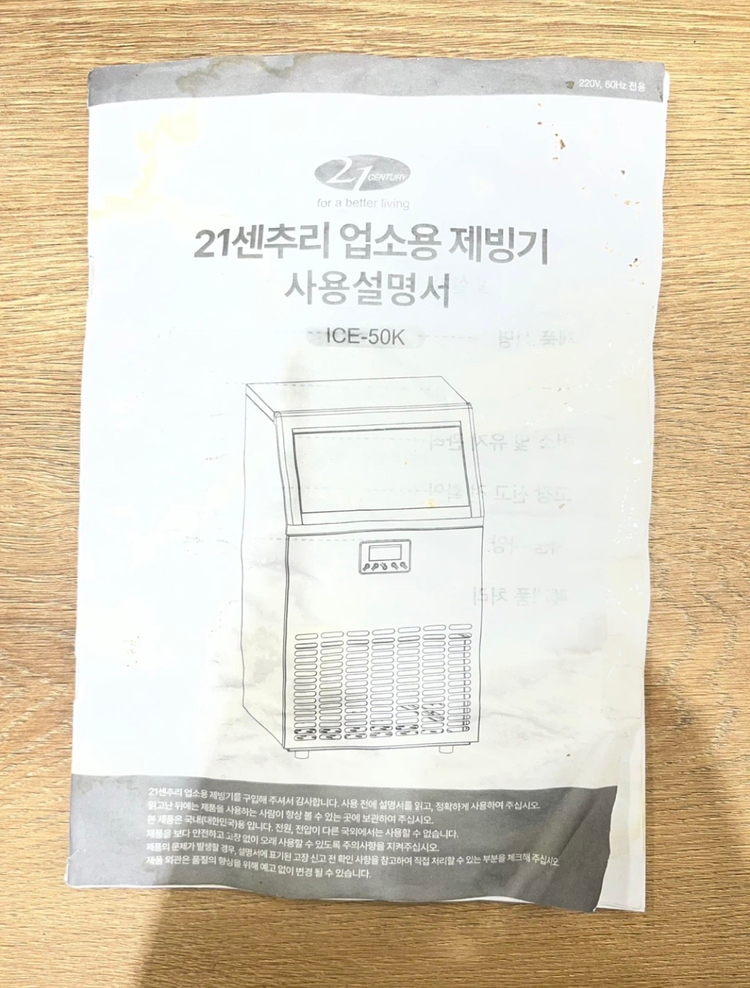 220V, 60Hz 전용
21 CENTURY
for a better living
21센추리 업소용 제빙기
사용설명서
ICE-50K
21센추리 업소용 제빙기를 구입해 주셔서 감사합니다. 사용 전에 설명서를 읽고, 정확하게 사용하여 주십시오.
읽고난 뒤에는 제품을 사용하는 사람이 항상 볼 수 있는 곳에 보관하여 주십시오.
본 제품은 국내(대한민국)용 입니다. 전원, 전압이 다른 국외에서는 사용할 수 없습니다.
제품을 보다 안전하고 고장 없이 오래 사용할 수 있도록 주의사항을 지켜주십시오.
제품의 문제가 발생할 경우, 설명서에 표기된 고장 신고 전 확인 사항을 참고하여 직접 처리할 수 있는 부분을 체크해 주십시오.
제품 외관은 품질의 향상을 위해 예고 없이 변경 될 수 있습니다.